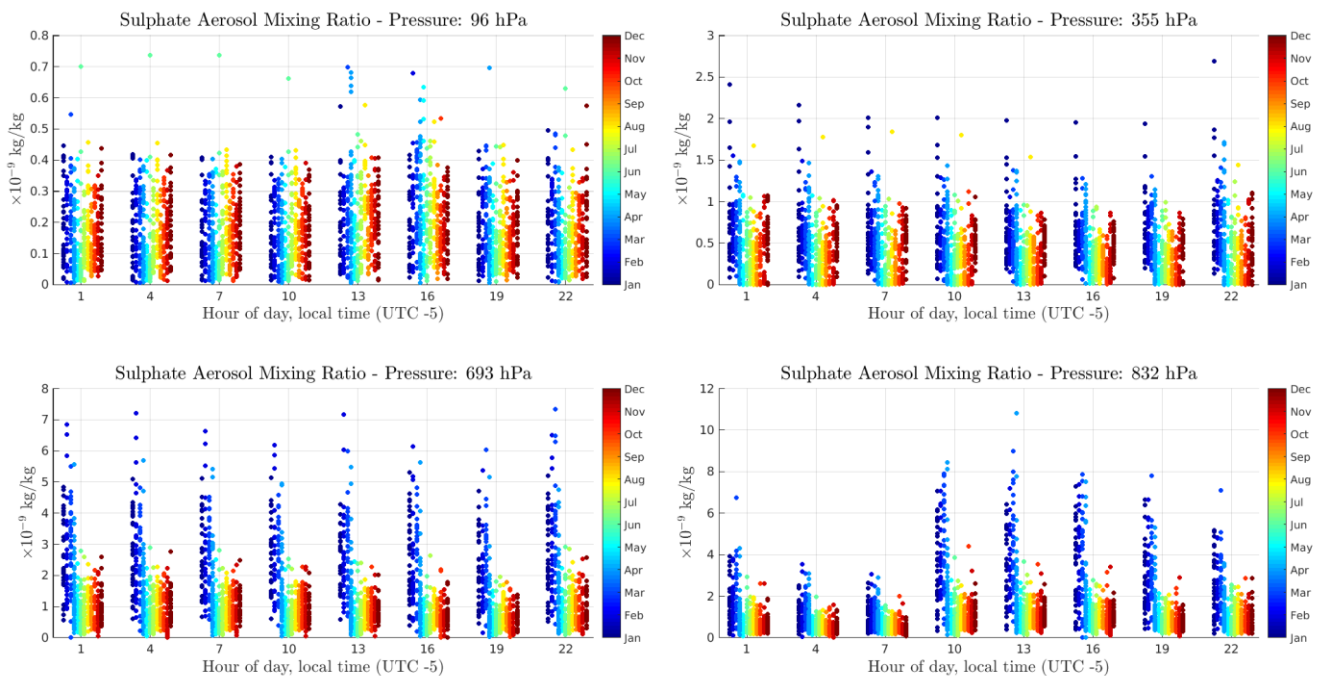 Sulphate Aerosol Mixing Ratio - Pressure: 96 hPa
0.8
0.7
0.6
0.5
0.4
0.3
0.2
0.1
0
×10⁻⁹ kg/kg
1 4 7 10 13 16 19 22
Hour of day, local time (UTC -5)
Dec
Nov
Oct
Sep
Aug
Jul
Jun
May
Apr
Mar
Feb
Jan
Sulphate Aerosol Mixing Ratio - Pressure: 355 hPa
3
2.5
2
1.5
1
0.5
0
×10⁻⁹ kg/kg
1 4 7 10 13 16 19 22
Hour of day, local time (UTC -5)
Dec
Nov
Oct
Sep
Aug
Jul
Jun
May
Apr
Mar
Feb
Jan
Sulphate Aerosol Mixing Ratio - Pressure: 693 hPa
8
7
6
5
4
3
2
1
0
×10⁻⁹ kg/kg
1 4 7 10 13 16 19 22
Hour of day, local time (UTC -5)
Dec
Nov
Oct
Sep
Aug
Jul
Jun
May
Apr
Mar
Feb
Jan
Sulphate Aerosol Mixing Ratio - Pressure: 832 hPa
12
10
8
6
4
2
0
×10⁻⁹ kg/kg
1 4 7 10 13 16 19 22
Hour of day, local time (UTC -5)
Dec
Nov
Oct
Sep
Aug
Jul
Jun
May
Apr
Mar
Feb
Jan